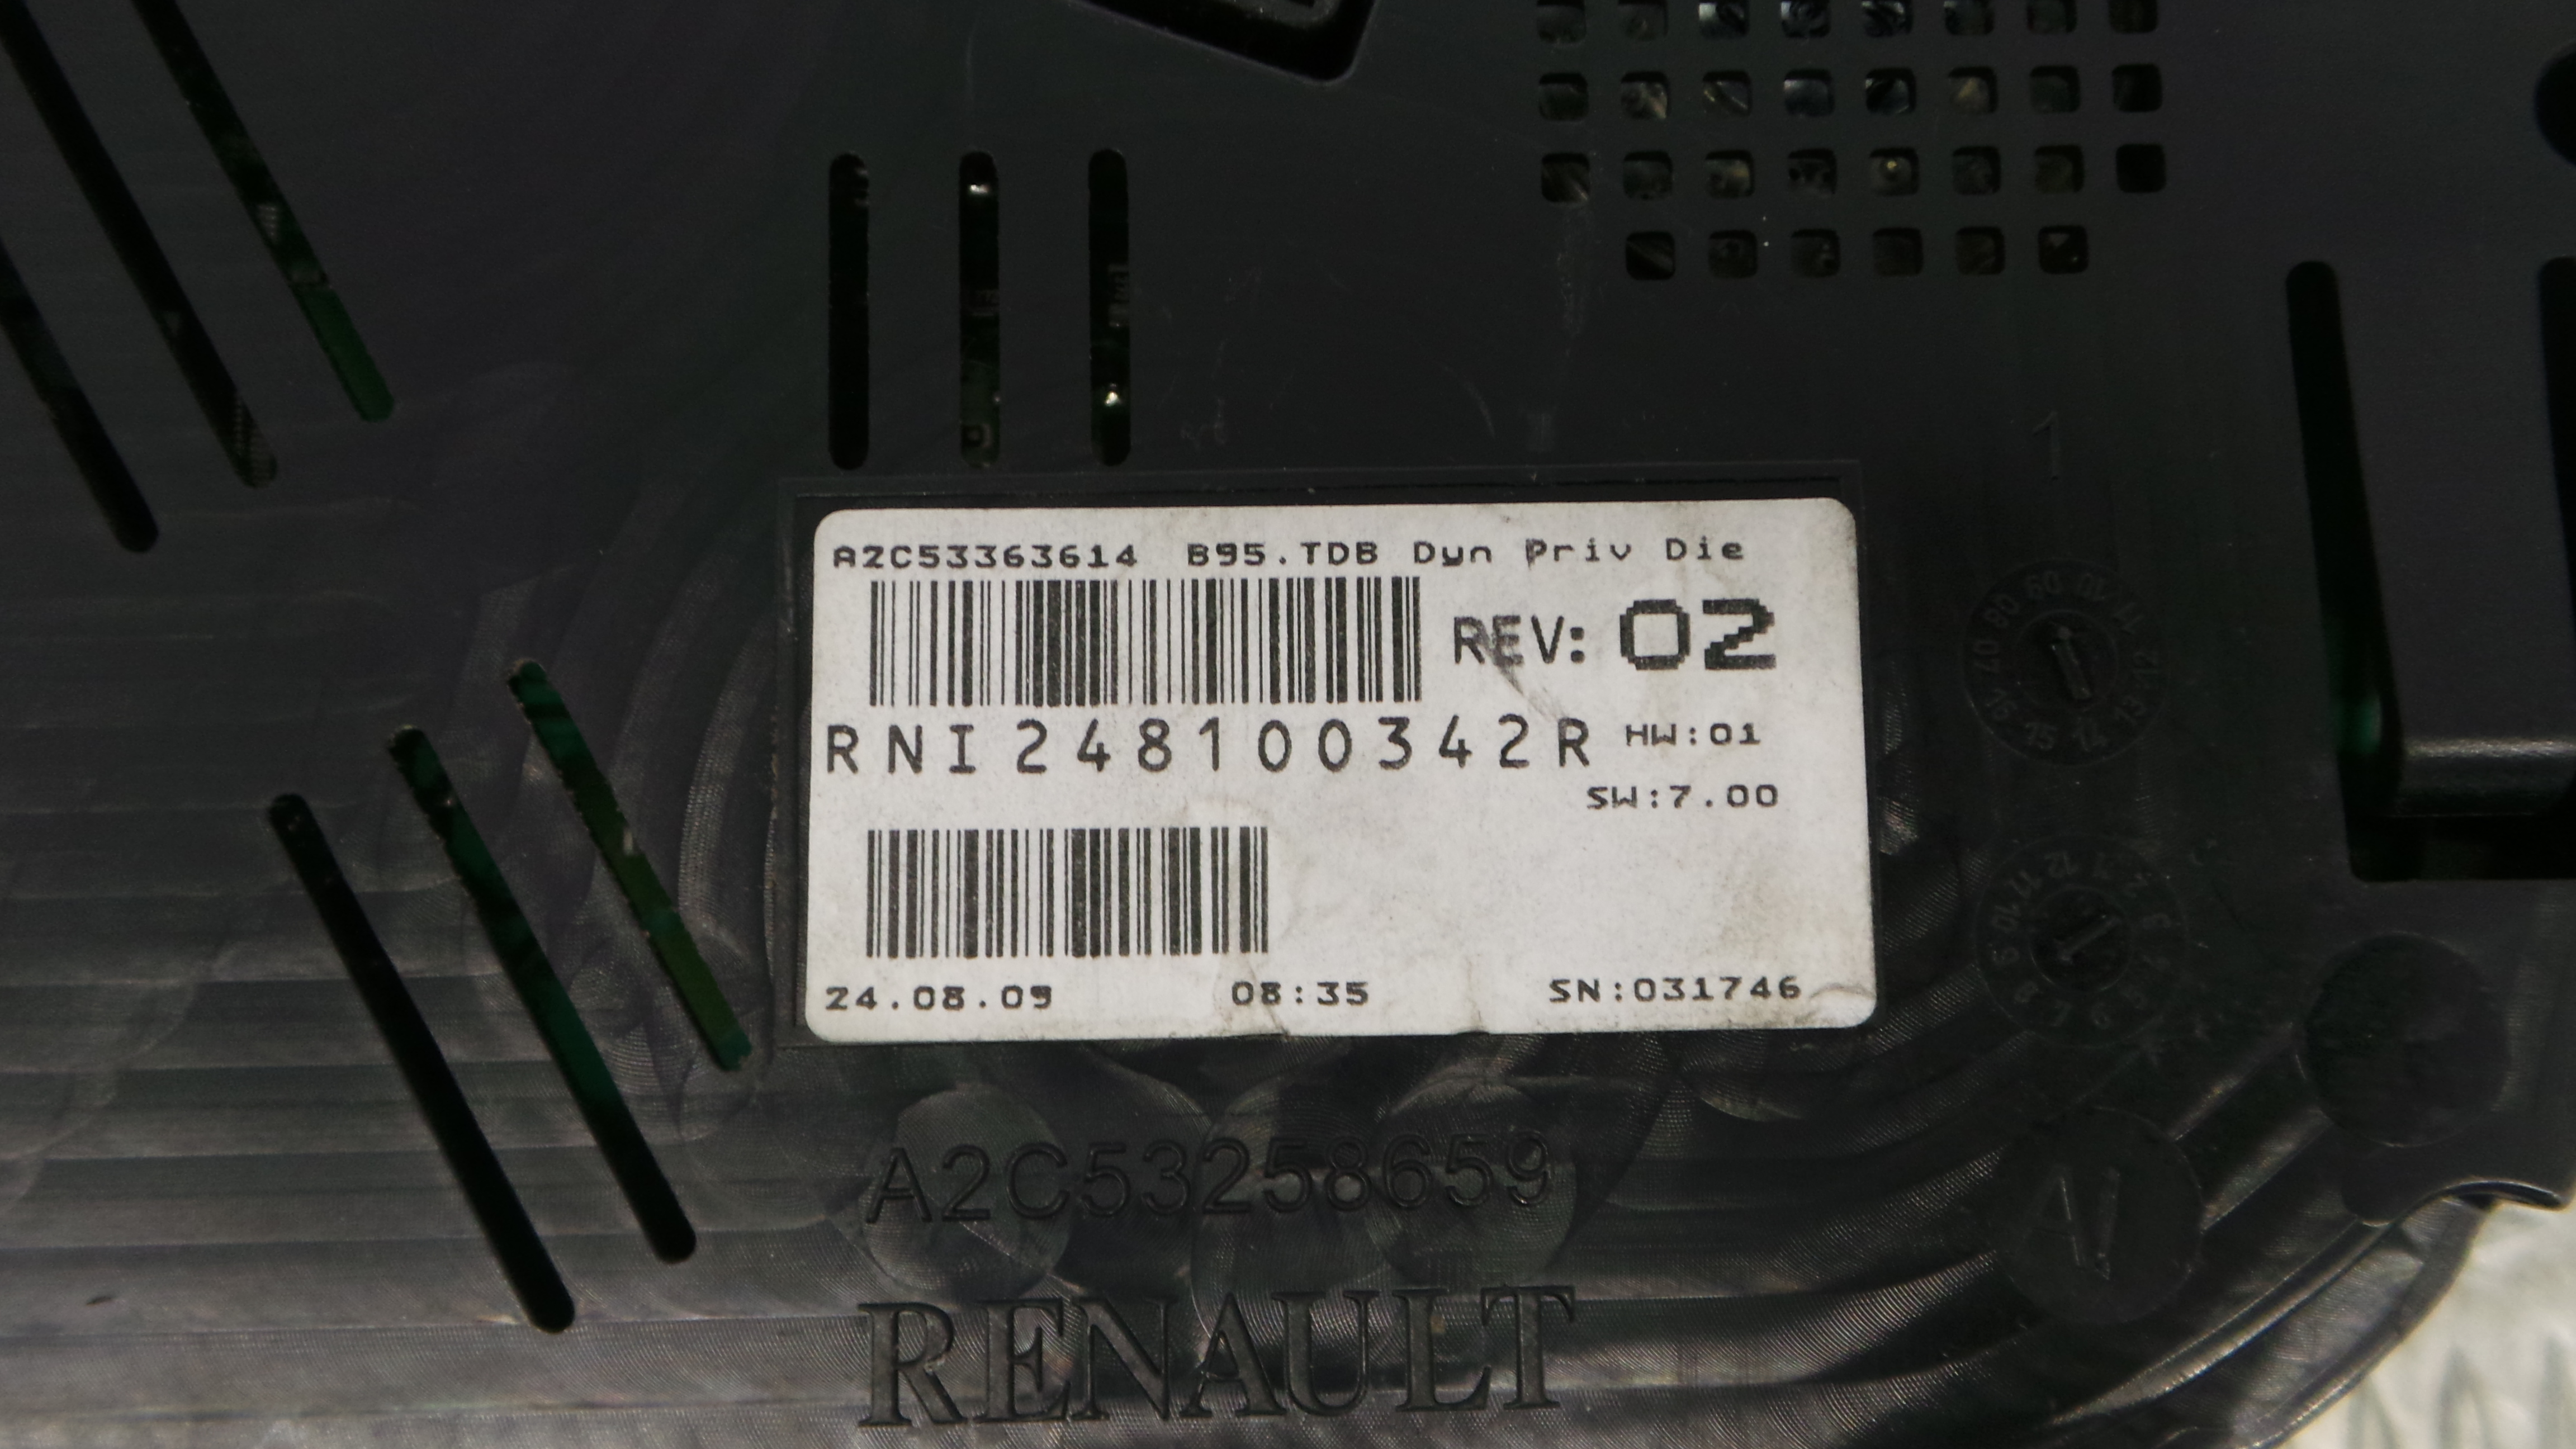 1
A2C53363614 B95.TDB Dyn Priv Die
REV: 02
RNI248100342R HW:01
SW:7.00
24.08.09 08:35 SN:031746
A2C53258659
RENAULT